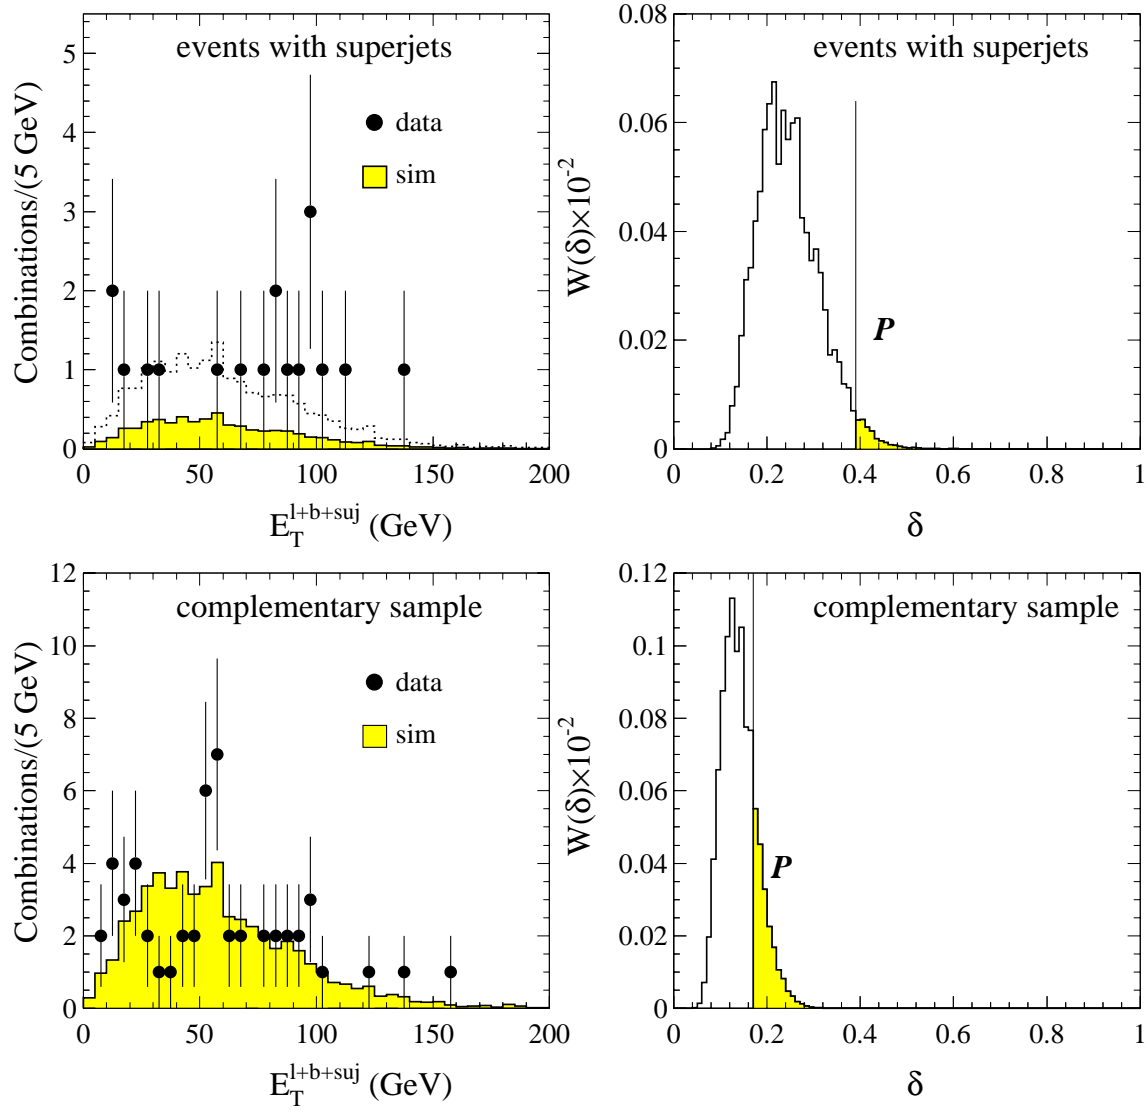 events with superjets
data
sim
Combinations/(5 GeV)
0
1
2
3
4
5
0 50 100 150 200
E_T^{l+b+suj} (GeV)
events with superjets
P
W(δ)×10^{-2}
0
0.02
0.04
0.06
0.08
0 0.2 0.4 0.6 0.8 1
δ
complementary sample
data
sim
Combinations/(5 GeV)
0
2
4
6
8
10
12
0 50 100 150 200
E_T^{l+b+suj} (GeV)
complementary sample
P
W(δ)×10^{-2}
0
0.02
0.04
0.06
0.08
0.1
0.12
0 0.2 0.4 0.6 0.8 1
δ